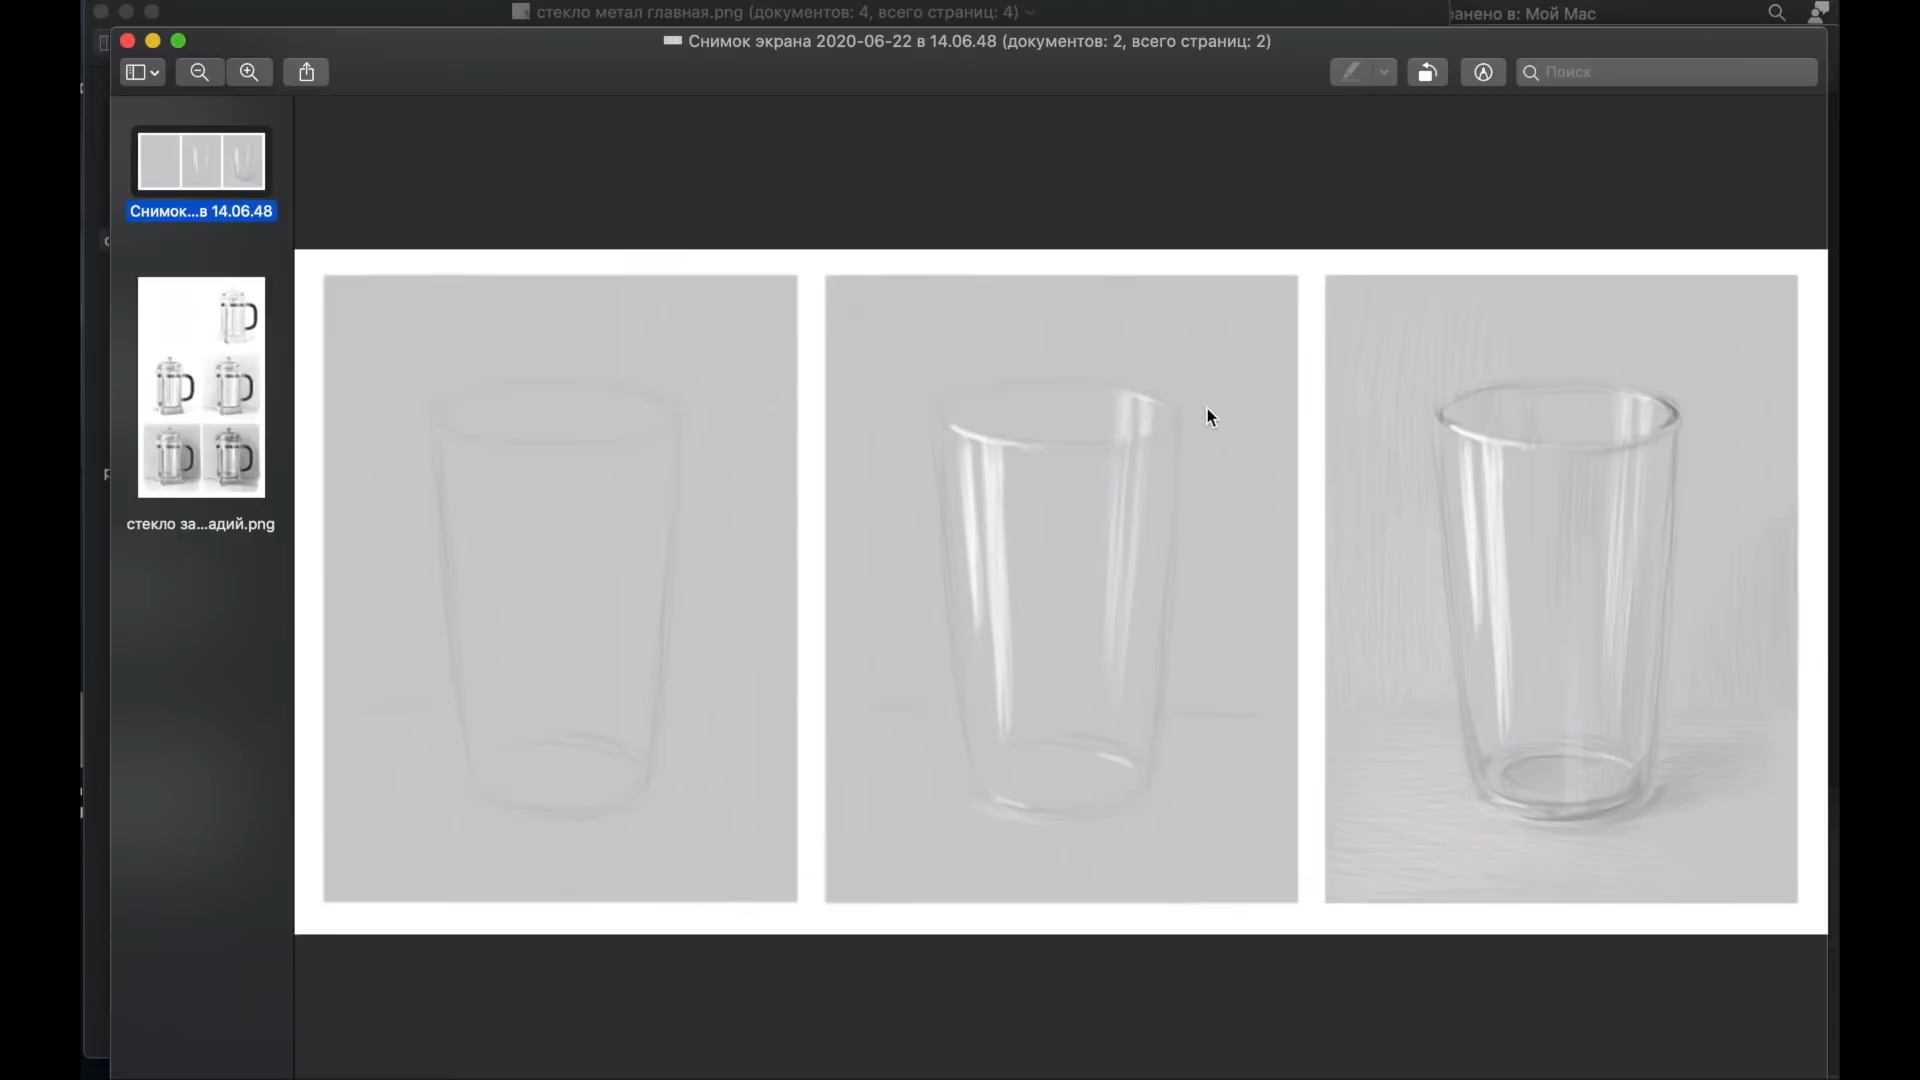 стекло метал главная.png (документов: 4, всего страниц: 4)
ранено в: Мой Mac
Снимок экрана 2020-06-22 в 14.06.48 (документов: 2, всего страниц: 2)
Поиск
Снимок...в 14.06.48
стекло за...адий.png